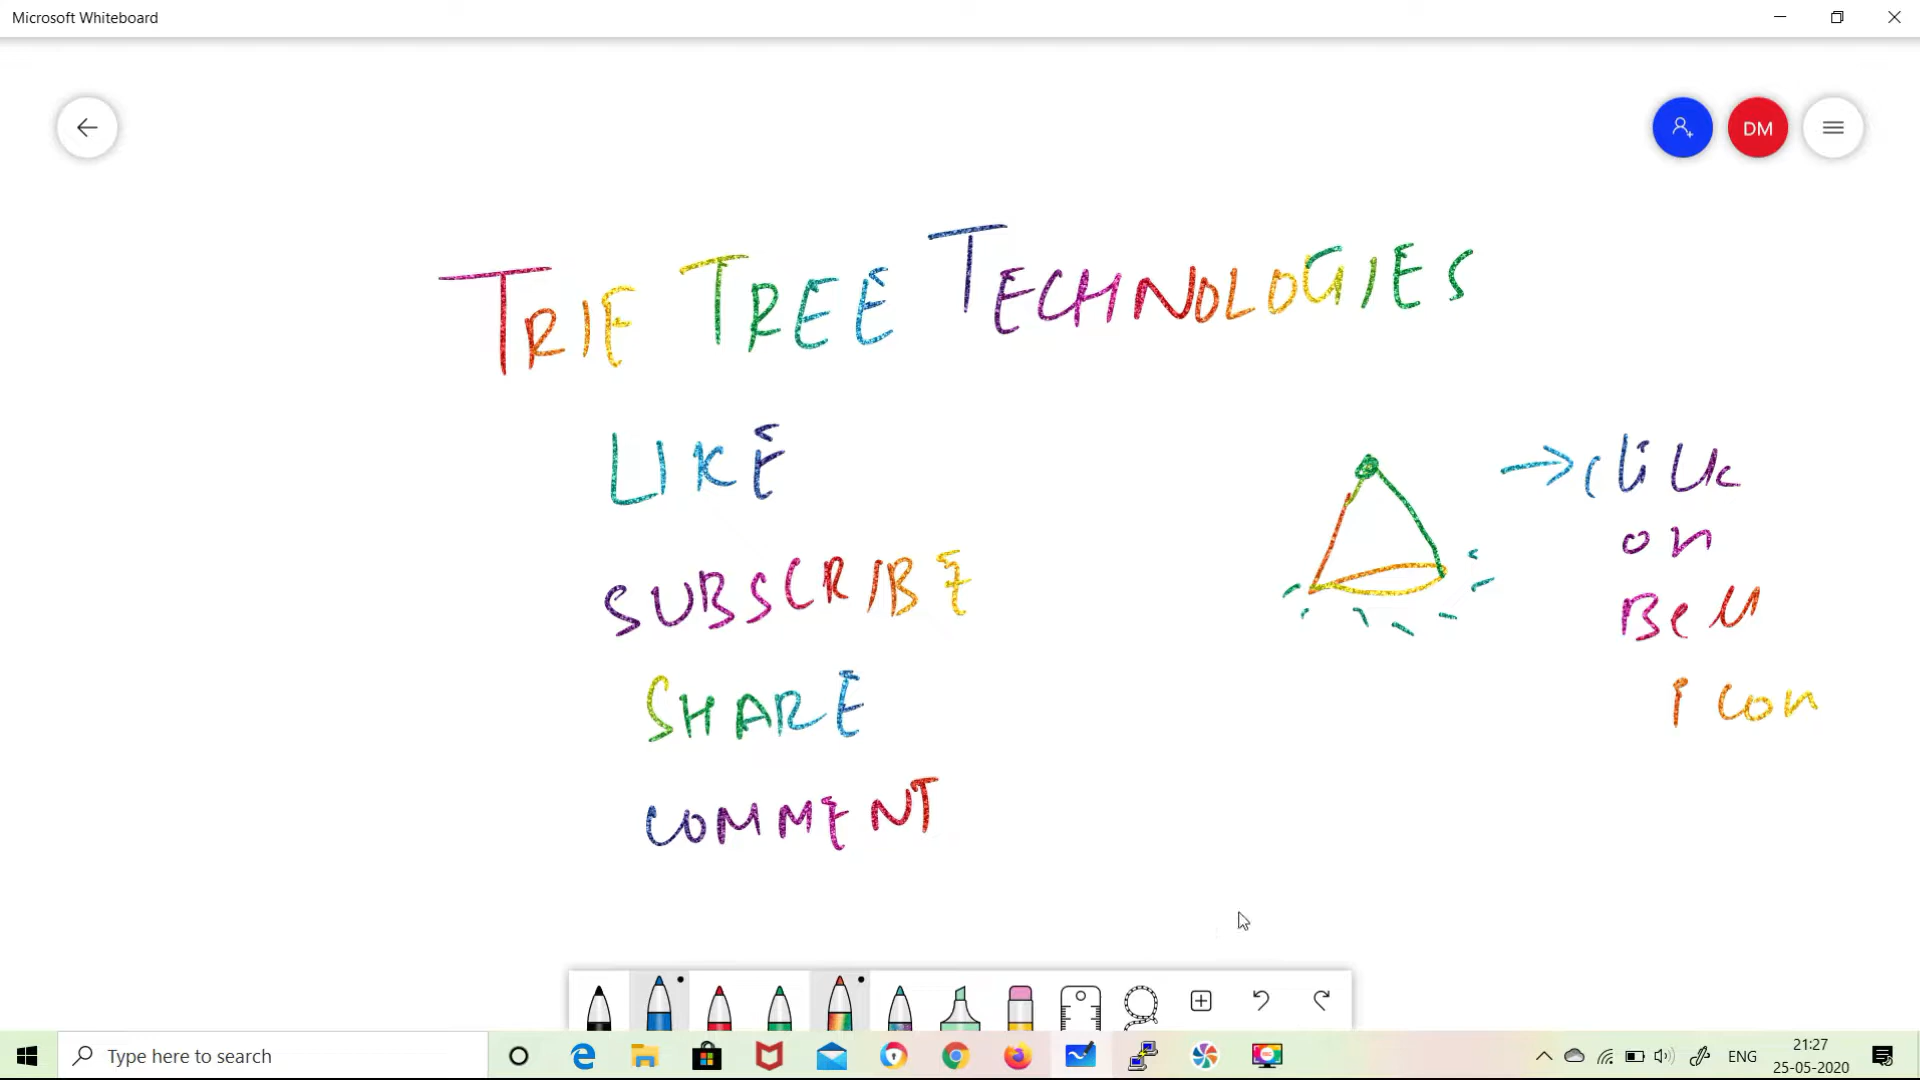 Microsoft Whiteboard
DM
TRIE TREE TECHNOLOGIES
LIKE
SUBSCRIBE
SHARE
COMMENT
click
on
Bell
icon
Type here to search
ENG
21:27
25-05-2020